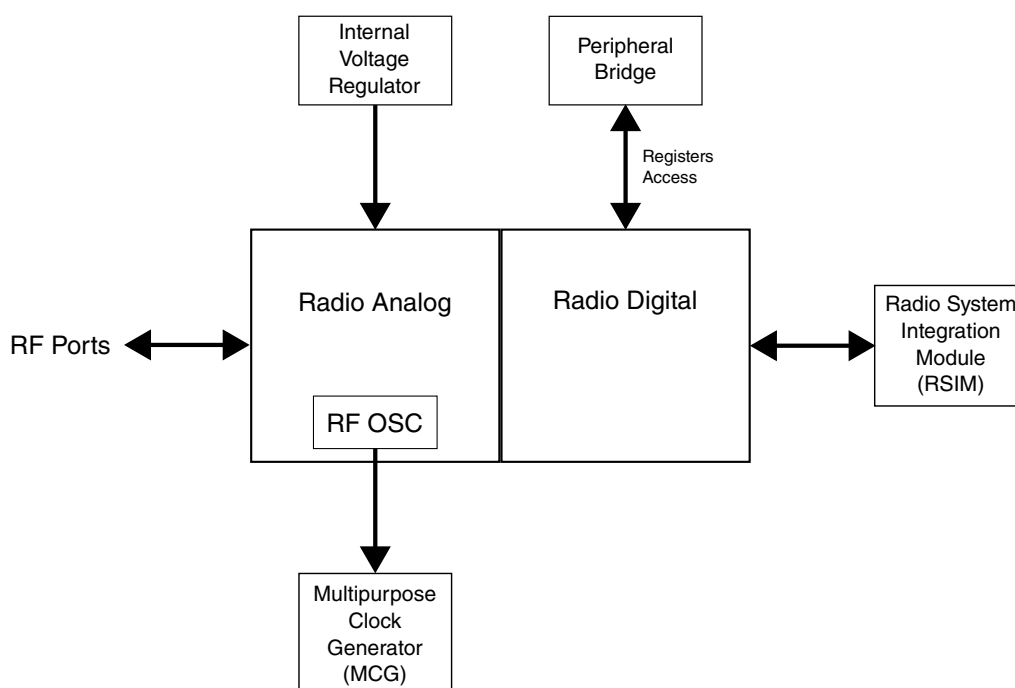 Internal
Voltage
Regulator
Peripheral
Bridge
Registers
Access
Radio Analog
Radio Digital
RF Ports
Radio System
Integration
Module
(RSIM)
RF OSC
Multipurpose
Clock
Generator
(MCG)